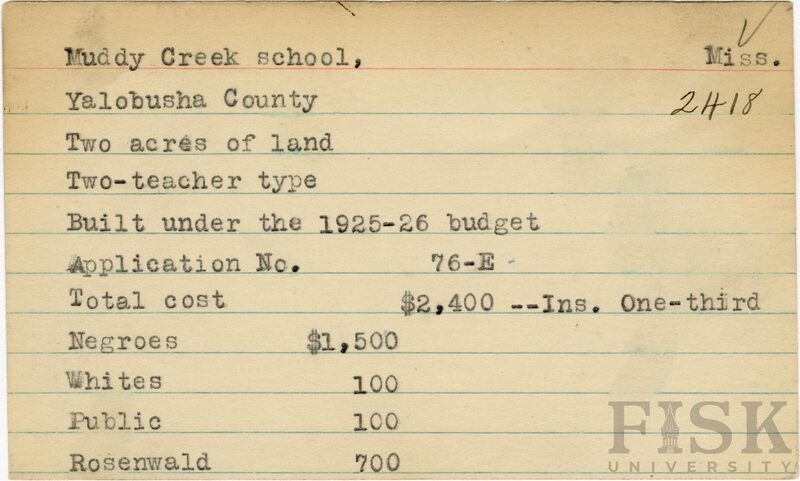 Muddy Creek school, Miss.
Yalobusha County 2418
Two acres of land
Two-teacher type
Built under the 1925-26 budget
Application No. 76-E
Total cost $2,400 --Ins. One-third
Negroes $1,500
Whites 100
Public 100
Rosenwald 700
FISK
UNIVERSITY